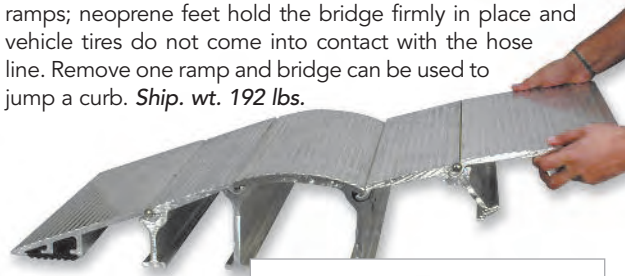 ramps; neoprene feet hold the bridge firmly in place and
vehicle tires do not come into contact with the hose
line. Remove one ramp and bridge can be used to
jump a curb. Ship. wt. 192 lbs.